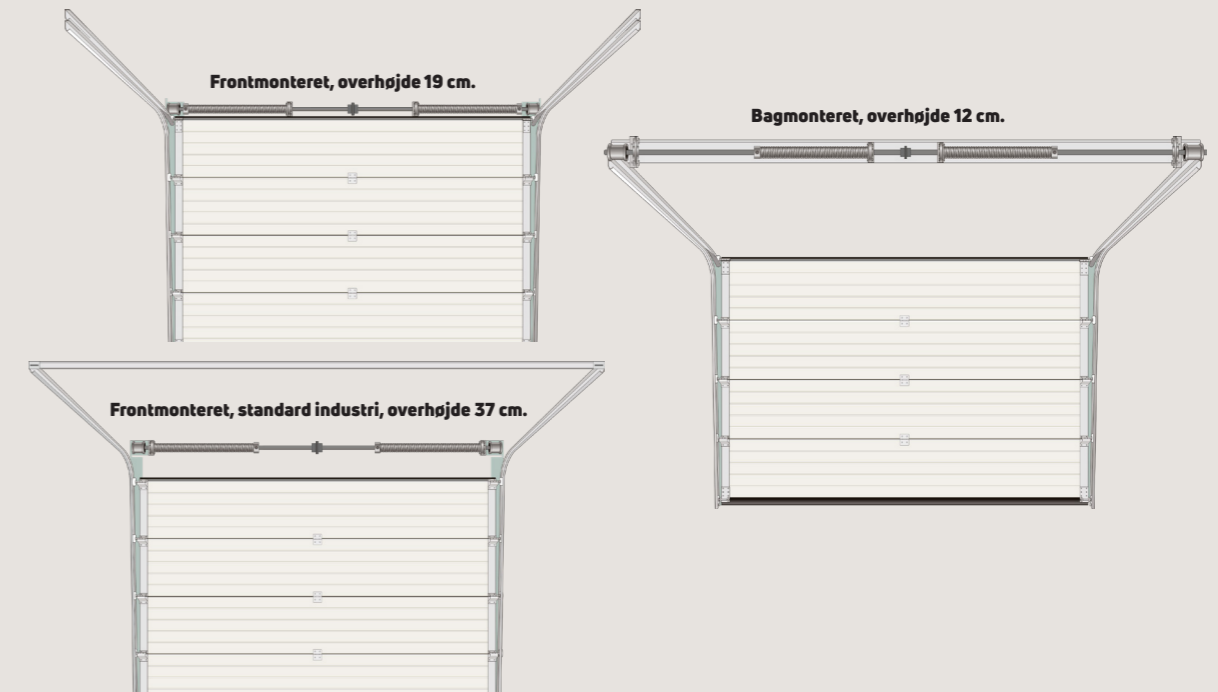 Frontmonteret, overhøjde 19 cm.
Bagmonteret, overhøjde 12 cm.
Frontmonteret, standard industri, overhøjde 37 cm.